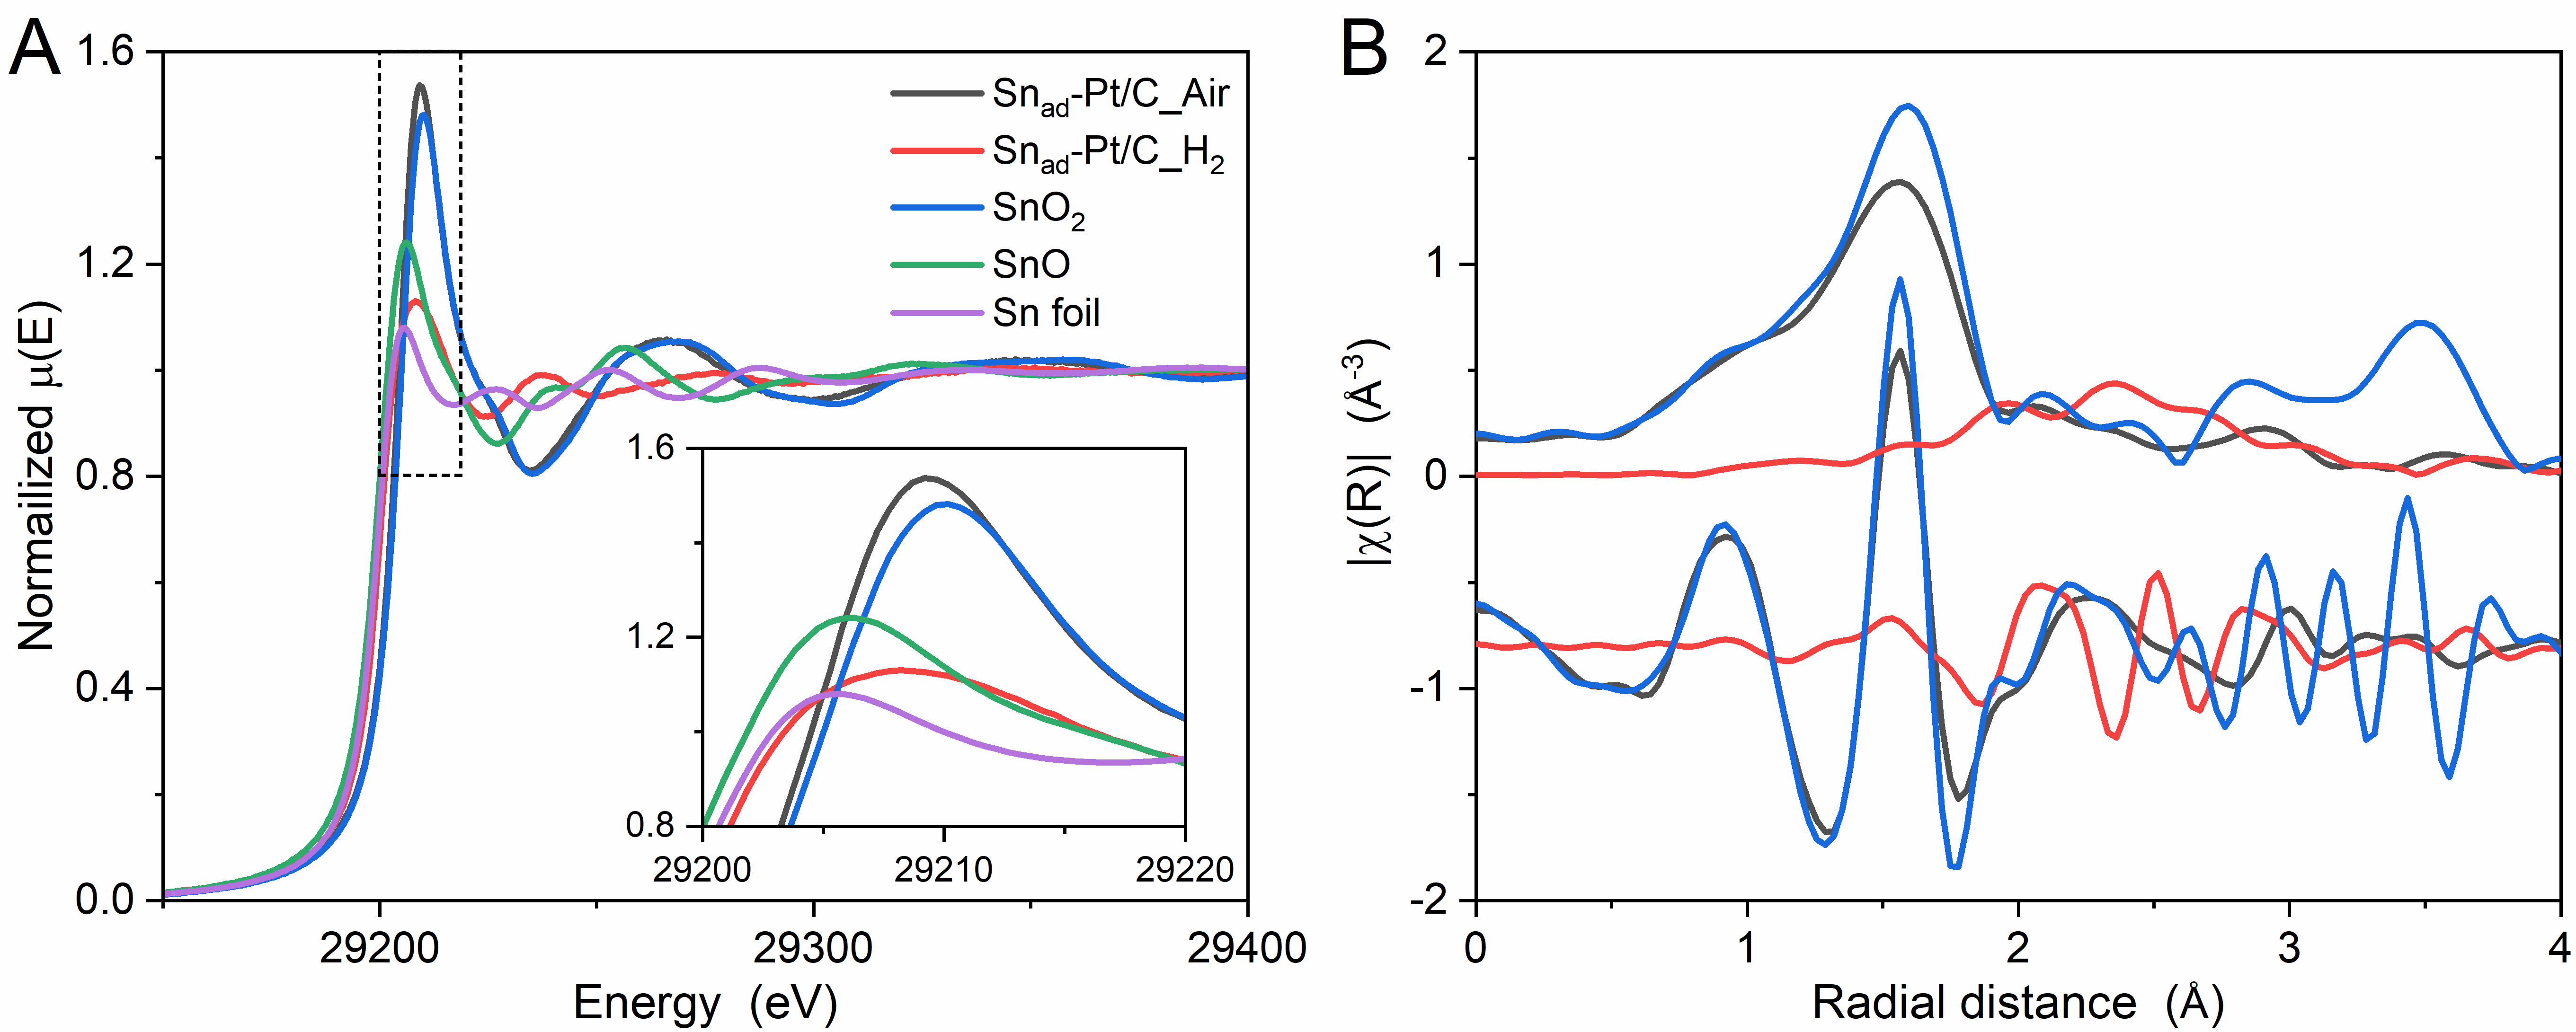 A
1.6
1.2
0.8
0.4
0.0
Normailized μ(E)
29200
29300
29400
Energy (eV)
Snad-Pt/C_Air
Snad-Pt/C_H2
SnO2
SnO
Sn foil
1.6
1.2
0.8
29200
29210
29220
B
2
1
0
-1
-2
|χ(R)| (Å-3)
0
1
2
3
4
Radial distance (Å)